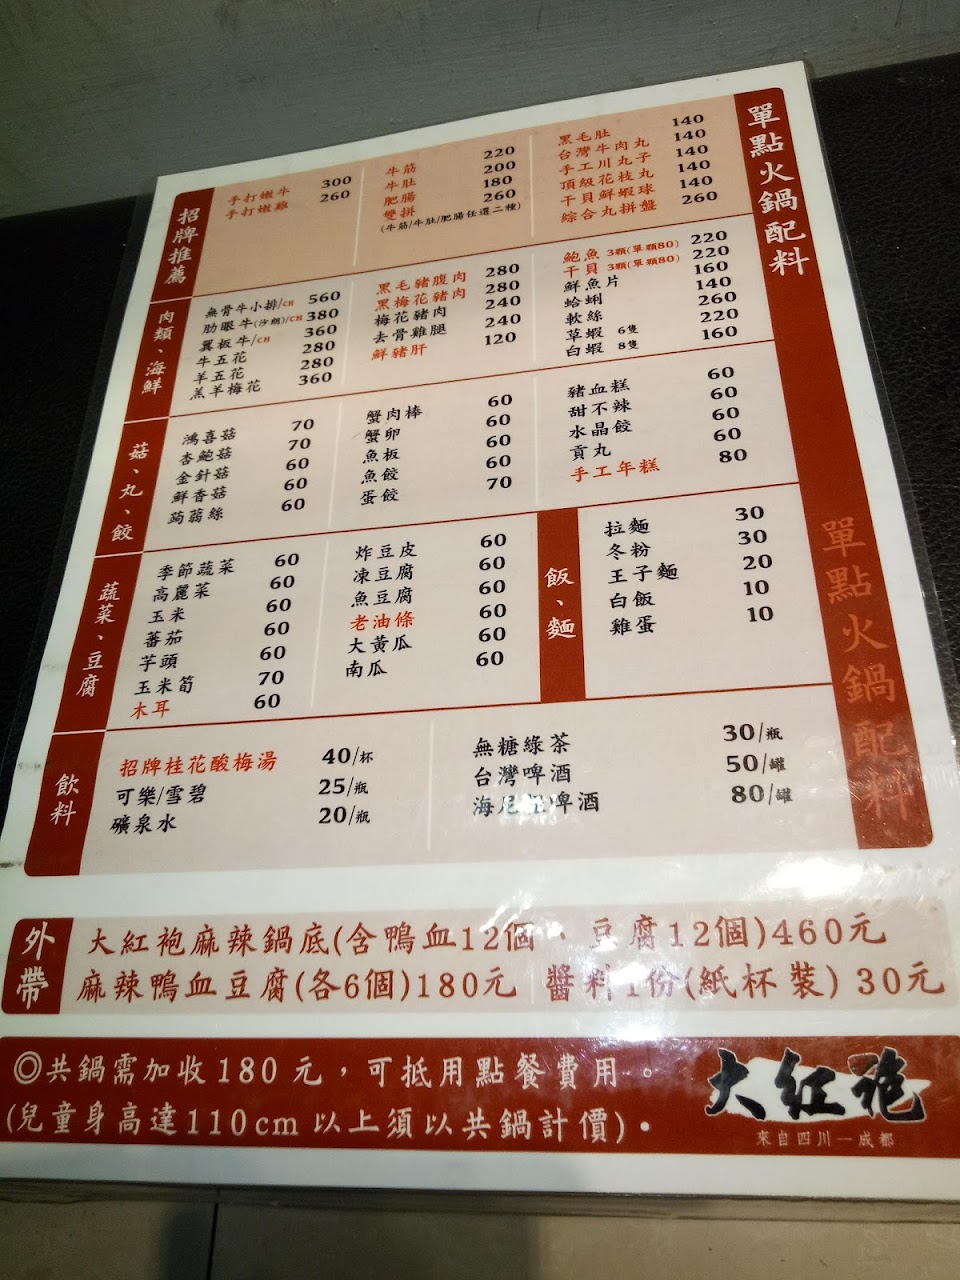 單點火鍋配料
招牌推薦
手打嫩牛 300
手打嫩雞 260
牛筋 220
牛肚 200
肥腸 180
雙拼 260
(牛筋/牛肚/肥腸任選二種)
黑毛肚 140
台灣牛肉丸 140
手工川丸子 140
頂級花枝丸 140
干貝鮮蝦球 140
綜合丸拼盤 260
肉類、海鮮
無骨牛小排/CH 560
肋眼牛(沙朗)/CH 380
翼板牛/CH 360
牛五花 280
羊五花 280
羔羊梅花 360
黑毛豬腹肉 280
黑梅花豬肉 280
梅花豬肉 240
去骨雞腿 240
鮮豬肝 120
鮑魚 3顆(單顆80) 220
干貝 3顆(單顆80) 220
鮮魚片 160
蛤蜊 140
軟絲 260
草蝦 6隻 220
白蝦 8隻 160
菇、丸、餃
鴻喜菇 70
杏鮑菇 70
金針菇 60
鮮香菇 60
蒟蒻絲 60
蟹肉棒 60
蟹卵 60
魚板 60
魚餃 60
蛋餃 70
豬血糕 60
甜不辣 60
水晶餃 60
貢丸 60
手工年糕 80
蔬菜、豆腐
季節蔬菜 60
高麗菜 60
玉米 60
蕃茄 60
芋頭 60
玉米筍 70
木耳 60
炸豆皮 60
凍豆腐 60
魚豆腐 60
老油條 60
大黃瓜 60
南瓜 60
飯、麵
拉麵 30
冬粉 30
王子麵 20
白飯 10
雞蛋 10
單點火鍋配料
飲料
招牌桂花酸梅湯 40/杯
可樂/雪碧 25/瓶
礦泉水 20/瓶
無糖綠茶 30/瓶
台灣啤酒 50/罐
海尼根啤酒 80/罐
外帶
大紅袍麻辣鍋底(含鴨血12個、豆腐12個)460元
麻辣鴨血豆腐(各6個)180元 醬料1份(紙杯裝) 30元
◎共鍋需加收180 元，可抵用點餐費用。
(兒童身高達110cm 以上須以共鍋計價)。
大紅袍
來自四川—成都